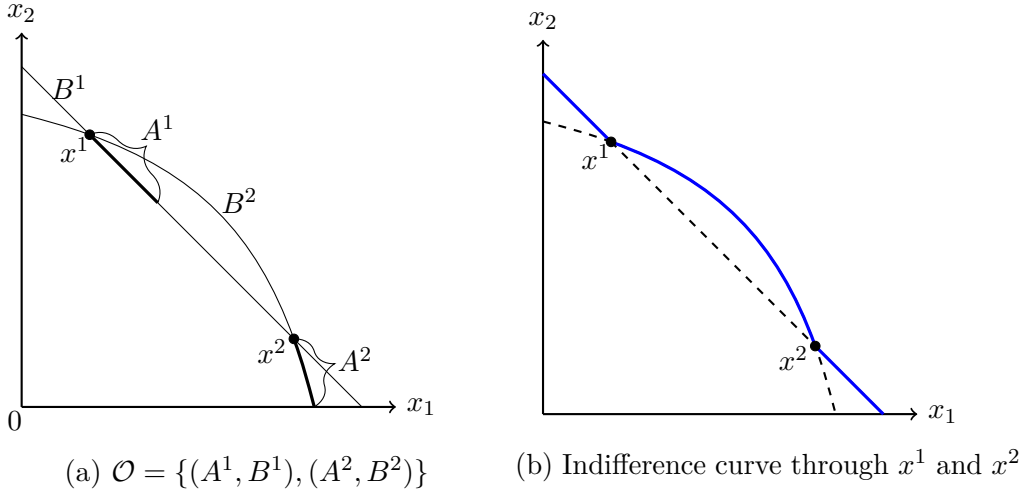 x₂
B¹
A¹
x¹
B²
x²
A²
0
x₁
(a) 𝒪 = {(A¹, B¹), (A², B²)}
x₂
x¹
x²
x₁
(b) Indifference curve through x¹ and x²